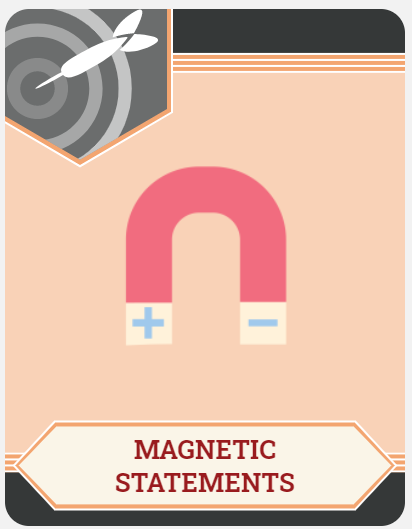 + −
MAGNETIC
STATEMENTS